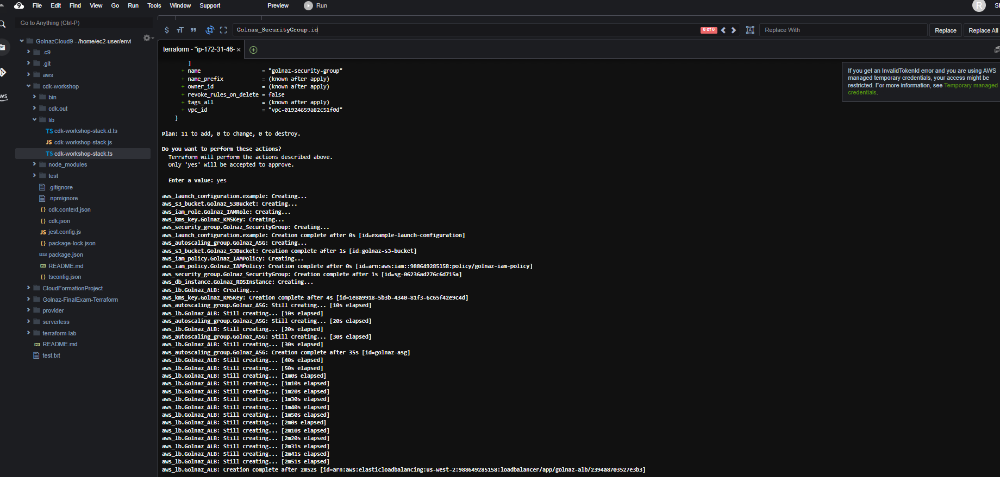 9 File Edit Find View Go Run Tools Window Support Preview Run R
Go to Anything (Ctrl-P)
$ Golnaz_SecurityGroup.id 0 of 0 Replace With Replace Replace All
GolnazCloud9 - /home/ec2-user/envi
.c9
.git
aws
cdk-workshop
bin
cdk.out
lib
TS cdk-workshop-stack.d.ts
JS cdk-workshop-stack.js
TS cdk-workshop-stack.ts
node_modules
test
.gitignore
.npmignore
{} cdk.context.json
{} cdk.json
JS jest.config.js
{} package-lock.json
package.json
README.md
{} tsconfig.json
CloudFormationProject
Golnaz-FinalExam-Terraform
provider
serverless
terraform-lab
README.md
test.txt
terraform - "ip-172-31-46- ×
]
+ name = "golnaz-security-group"
+ name_prefix = (known after apply)
+ owner_id = (known after apply)
+ revoke_rules_on_delete = false
+ tags_all = (known after apply)
+ vpc_id = "vpc-01924659a82c51f0d"
}
Plan: 11 to add, 0 to change, 0 to destroy.
Do you want to perform these actions?
Terraform will perform the actions described above.
Only 'yes' will be accepted to approve.
Enter a value: yes
aws_launch_configuration.example: Creating...
aws_s3_bucket.Golnaz_S3Bucket: Creating...
aws_iam_role.Golnaz_IAMRole: Creating...
aws_kms_key.Golnaz_KMSKey: Creating...
aws_security_group.Golnaz_SecurityGroup: Creating...
aws_launch_configuration.example: Creation complete after 0s [id=example-launch-configuration]
aws_autoscaling_group.Golnaz_ASG: Creating...
aws_s3_bucket.Golnaz_S3Bucket: Creation complete after 1s [id=golnaz-s3-bucket]
aws_iam_policy.Golnaz_IAMPolicy: Creating...
aws_iam_policy.Golnaz_IAMPolicy: Creation complete after 0s [id=arn:aws:iam::988649285158:policy/golnaz-iam-policy]
aws_security_group.Golnaz_SecurityGroup: Creation complete after 1s [id=sg-06236ad276c6d715a]
aws_db_instance.Golnaz_RDSInstance: Creating...
aws_lb.Golnaz_ALB: Creating...
aws_kms_key.Golnaz_KMSKey: Creation complete after 4s [id=1e8a9918-5b3b-4340-81f3-6c65f42e9c4d]
aws_autoscaling_group.Golnaz_ASG: Still creating... [10s elapsed]
aws_lb.Golnaz_ALB: Still creating... [10s elapsed]
aws_autoscaling_group.Golnaz_ASG: Still creating... [20s elapsed]
aws_lb.Golnaz_ALB: Still creating... [20s elapsed]
aws_autoscaling_group.Golnaz_ASG: Still creating... [30s elapsed]
aws_lb.Golnaz_ALB: Still creating... [30s elapsed]
aws_autoscaling_group.Golnaz_ASG: Creation complete after 35s [id=golnaz-asg]
aws_lb.Golnaz_ALB: Still creating... [40s elapsed]
aws_lb.Golnaz_ALB: Still creating... [50s elapsed]
aws_lb.Golnaz_ALB: Still creating... [1m0s elapsed]
aws_lb.Golnaz_ALB: Still creating... [1m10s elapsed]
aws_lb.Golnaz_ALB: Still creating... [1m20s elapsed]
aws_lb.Golnaz_ALB: Still creating... [1m30s elapsed]
aws_lb.Golnaz_ALB: Still creating... [1m40s elapsed]
aws_lb.Golnaz_ALB: Still creating... [1m50s elapsed]
aws_lb.Golnaz_ALB: Still creating... [2m0s elapsed]
aws_lb.Golnaz_ALB: Still creating... [2m10s elapsed]
aws_lb.Golnaz_ALB: Still creating... [2m20s elapsed]
aws_lb.Golnaz_ALB: Still creating... [2m31s elapsed]
aws_lb.Golnaz_ALB: Still creating... [2m41s elapsed]
aws_lb.Golnaz_ALB: Still creating... [2m51s elapsed]
aws_lb.Golnaz_ALB: Creation complete after 2m52s [id=arn:aws:elasticloadbalancing:us-west-2:988649285158:loadbalancer/app/golnaz-alb/2394a8703527e3b3]
If you get an InvalidTokenId error and you are using AWS
managed temporary credentials, your access might be
restricted. For more information, see Temporary managed
credentials.